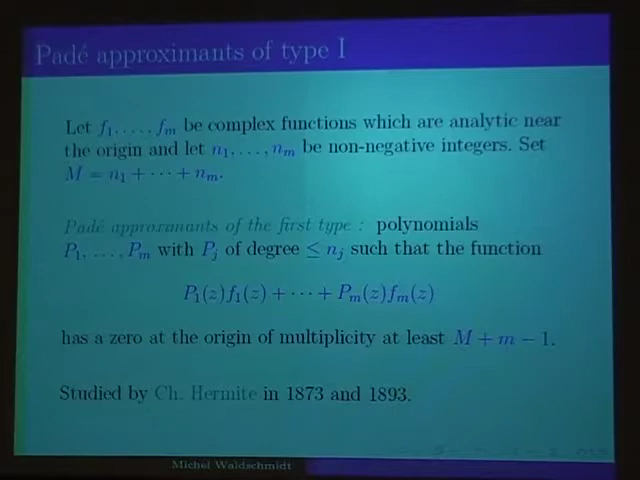 Padé approximants of type I
Let f₁, . . . , fₘ be complex functions which are analytic near
the origin and let n₁, . . . , nₘ be non-negative integers. Set
M = n₁ + · · · + nₘ.
Padé approximants of the first type : polynomials
P₁, . . . , Pₘ with Pⱼ of degree ≤ nⱼ such that the function
P₁(z)f₁(z) + · · · + Pₘ(z)fₘ(z)
has a zero at the origin of multiplicity at least M + m − 1.
Studied by Ch. Hermite in 1873 and 1893.
Michel Waldschmidt